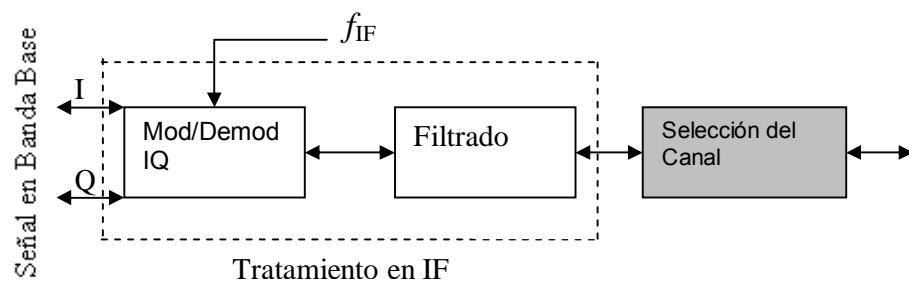 Señal en Banda Base
f_IF
I
Q
Mod/Demod
IQ
Filtrado
Selección del
Canal
Tratamiento en IF